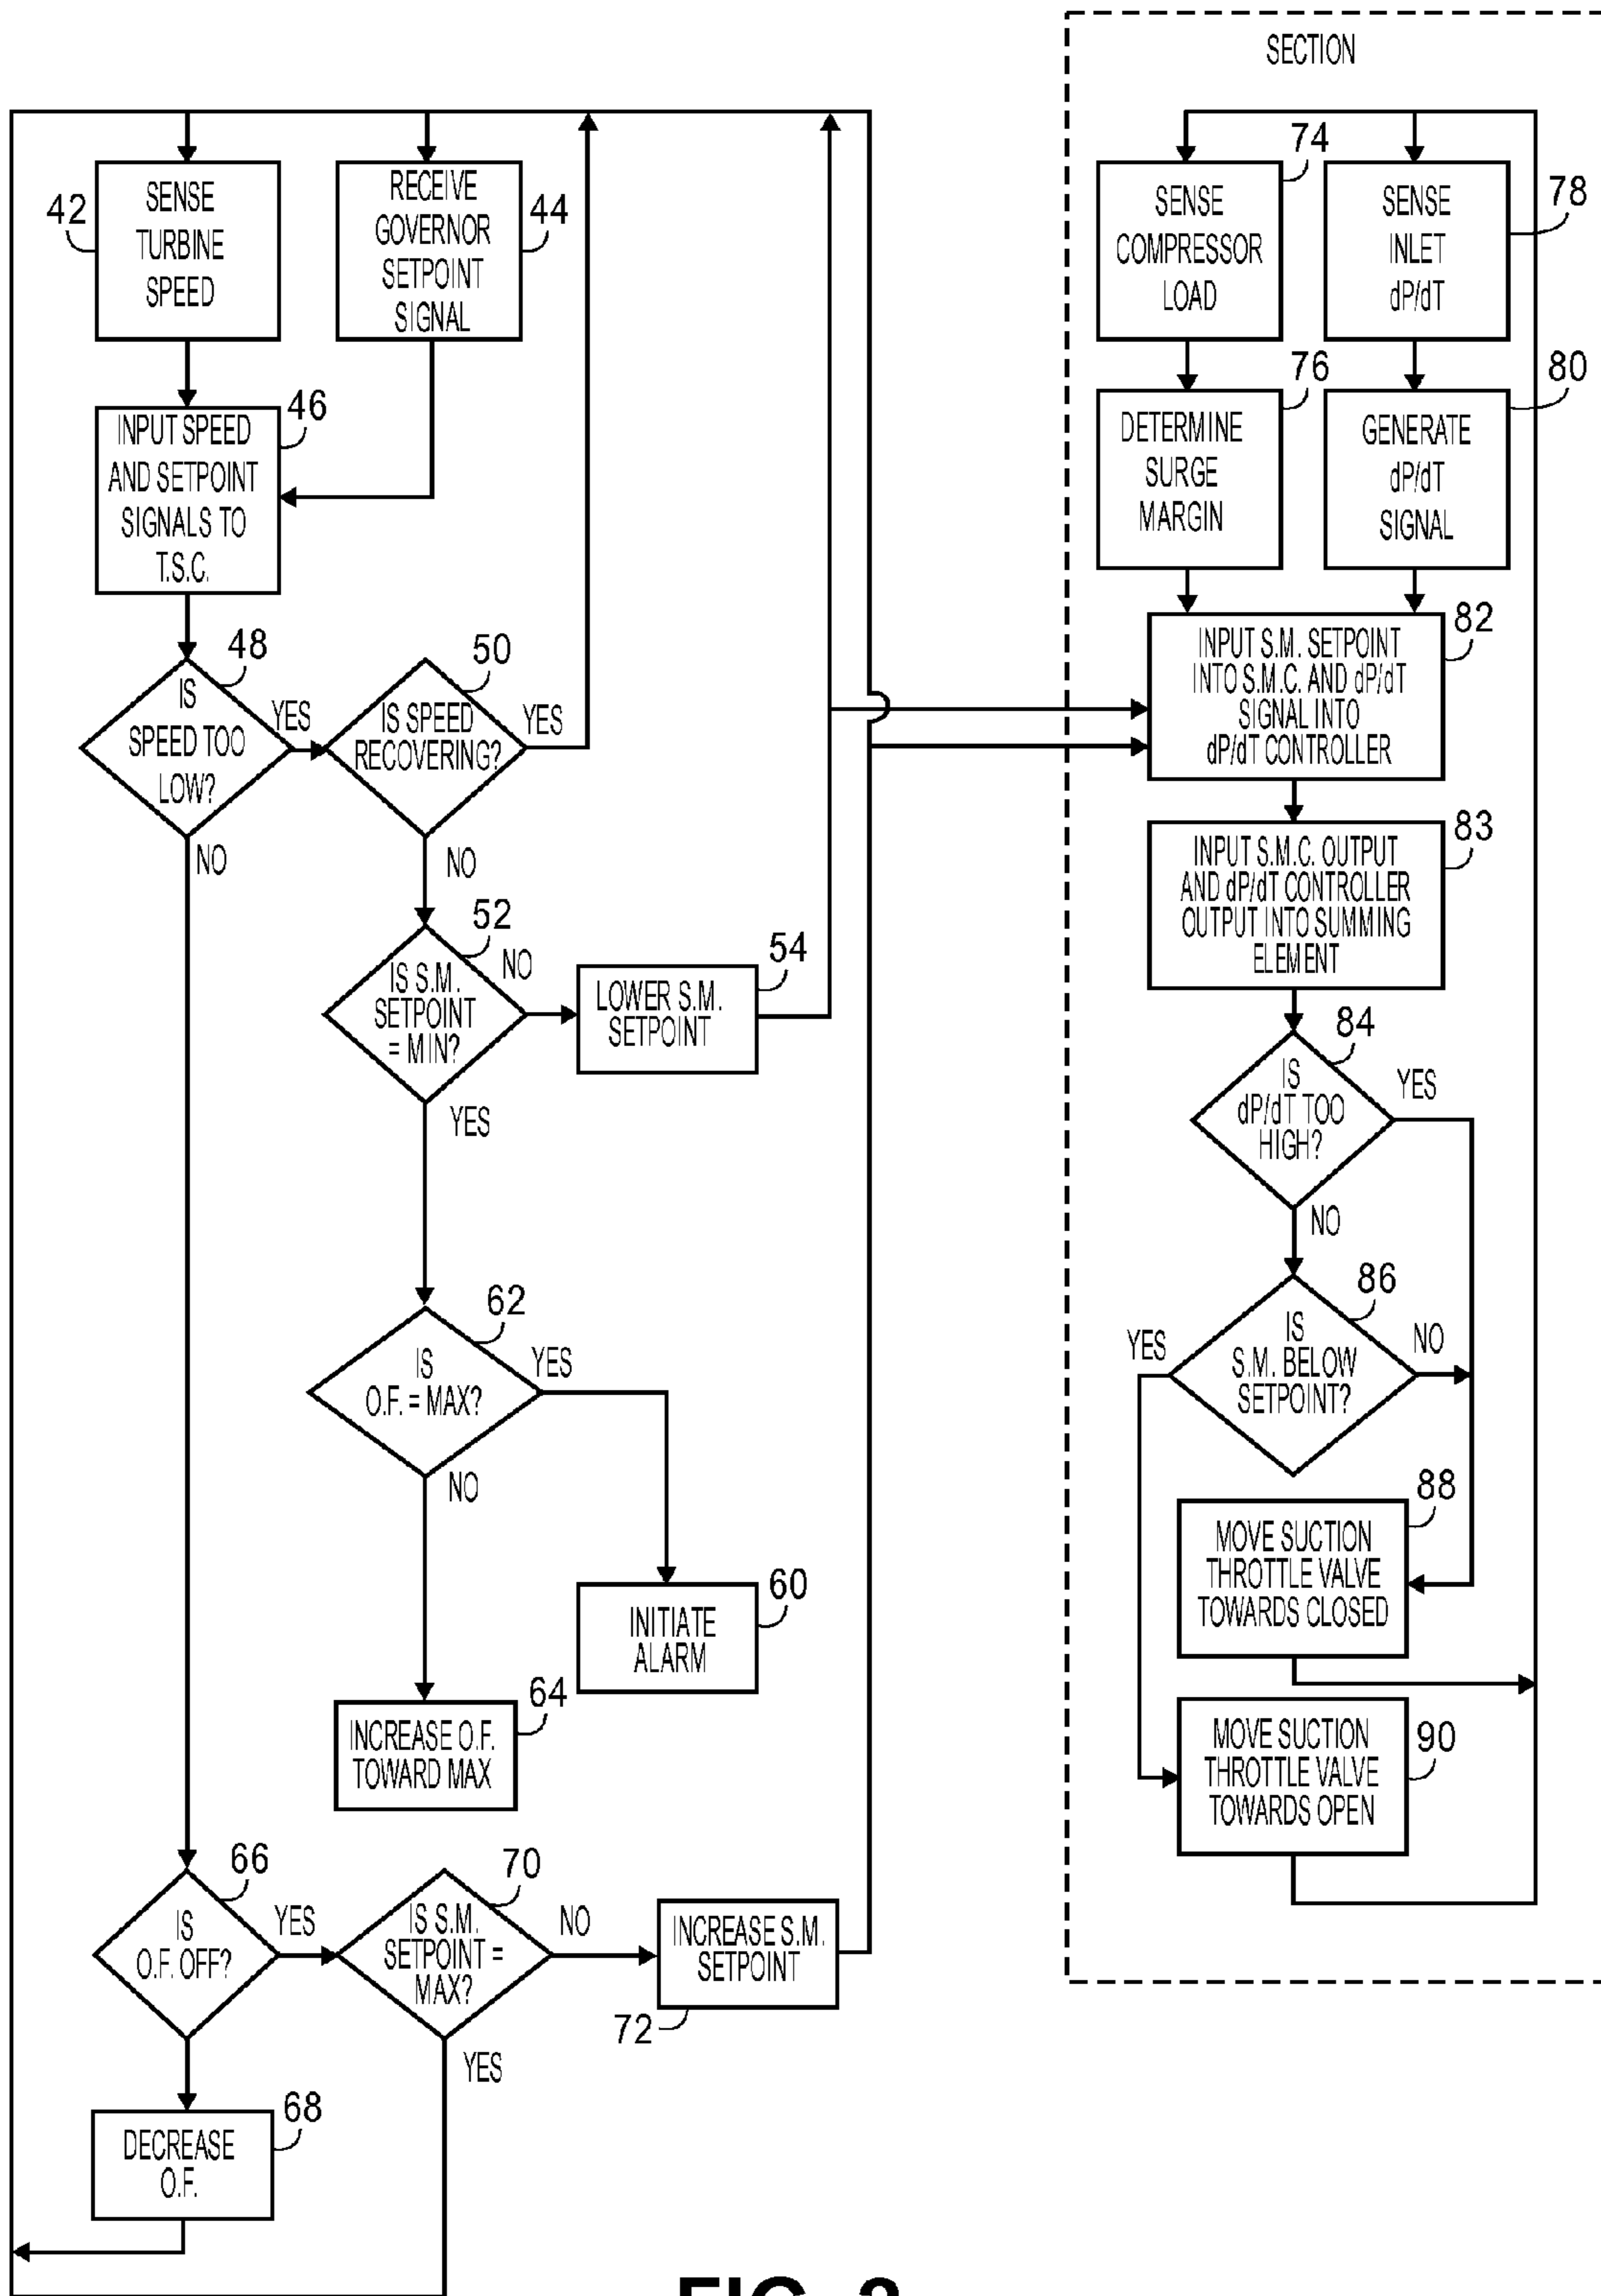 SECTION
42
SENSE
TURBINE
SPEED
RECEIVE
GOVERNOR
SETPOINT
SIGNAL
44
46
INPUT SPEED
AND SETPOINT
SIGNALS TO
T.S.C.
48
IS
SPEED TOO
LOW?
YES
NO
50
IS SPEED
RECOVERING?
YES
NO
52
IS S.M.
SETPOINT
= MIN?
NO
YES
54
LOWER S.M.
SETPOINT
62
IS
O.F. = MAX?
YES
NO
60
INITIATE
ALARM
64
INCREASE O.F.
TOWARD MAX
66
IS
O.F. OFF?
YES
70
IS S.M.
SETPOINT =
MAX?
NO
YES
INCREASE S.M.
SETPOINT
72
68
DECREASE
O.F.
74
SENSE
COMPRESSOR
LOAD
78
SENSE
INLET
dP/dT
76
DETERMINE
SURGE
MARGIN
80
GENERATE
dP/dT
SIGNAL
82
INPUT S.M. SETPOINT
INTO S.M.C. AND dP/dT
SIGNAL INTO
dP/dT CONTROLLER
83
INPUT S.M.C. OUTPUT
AND dP/dT CONTROLLER
OUTPUT INTO SUMMING
ELEMENT
84
IS
dP/dT TOO
HIGH?
YES
NO
86
IS
S.M. BELOW
SETPOINT?
YES
NO
88
MOVE SUCTION
THROTTLE VALVE
TOWARDS CLOSED
90
MOVE SUCTION
THROTTLE VALVE
TOWARDS OPEN